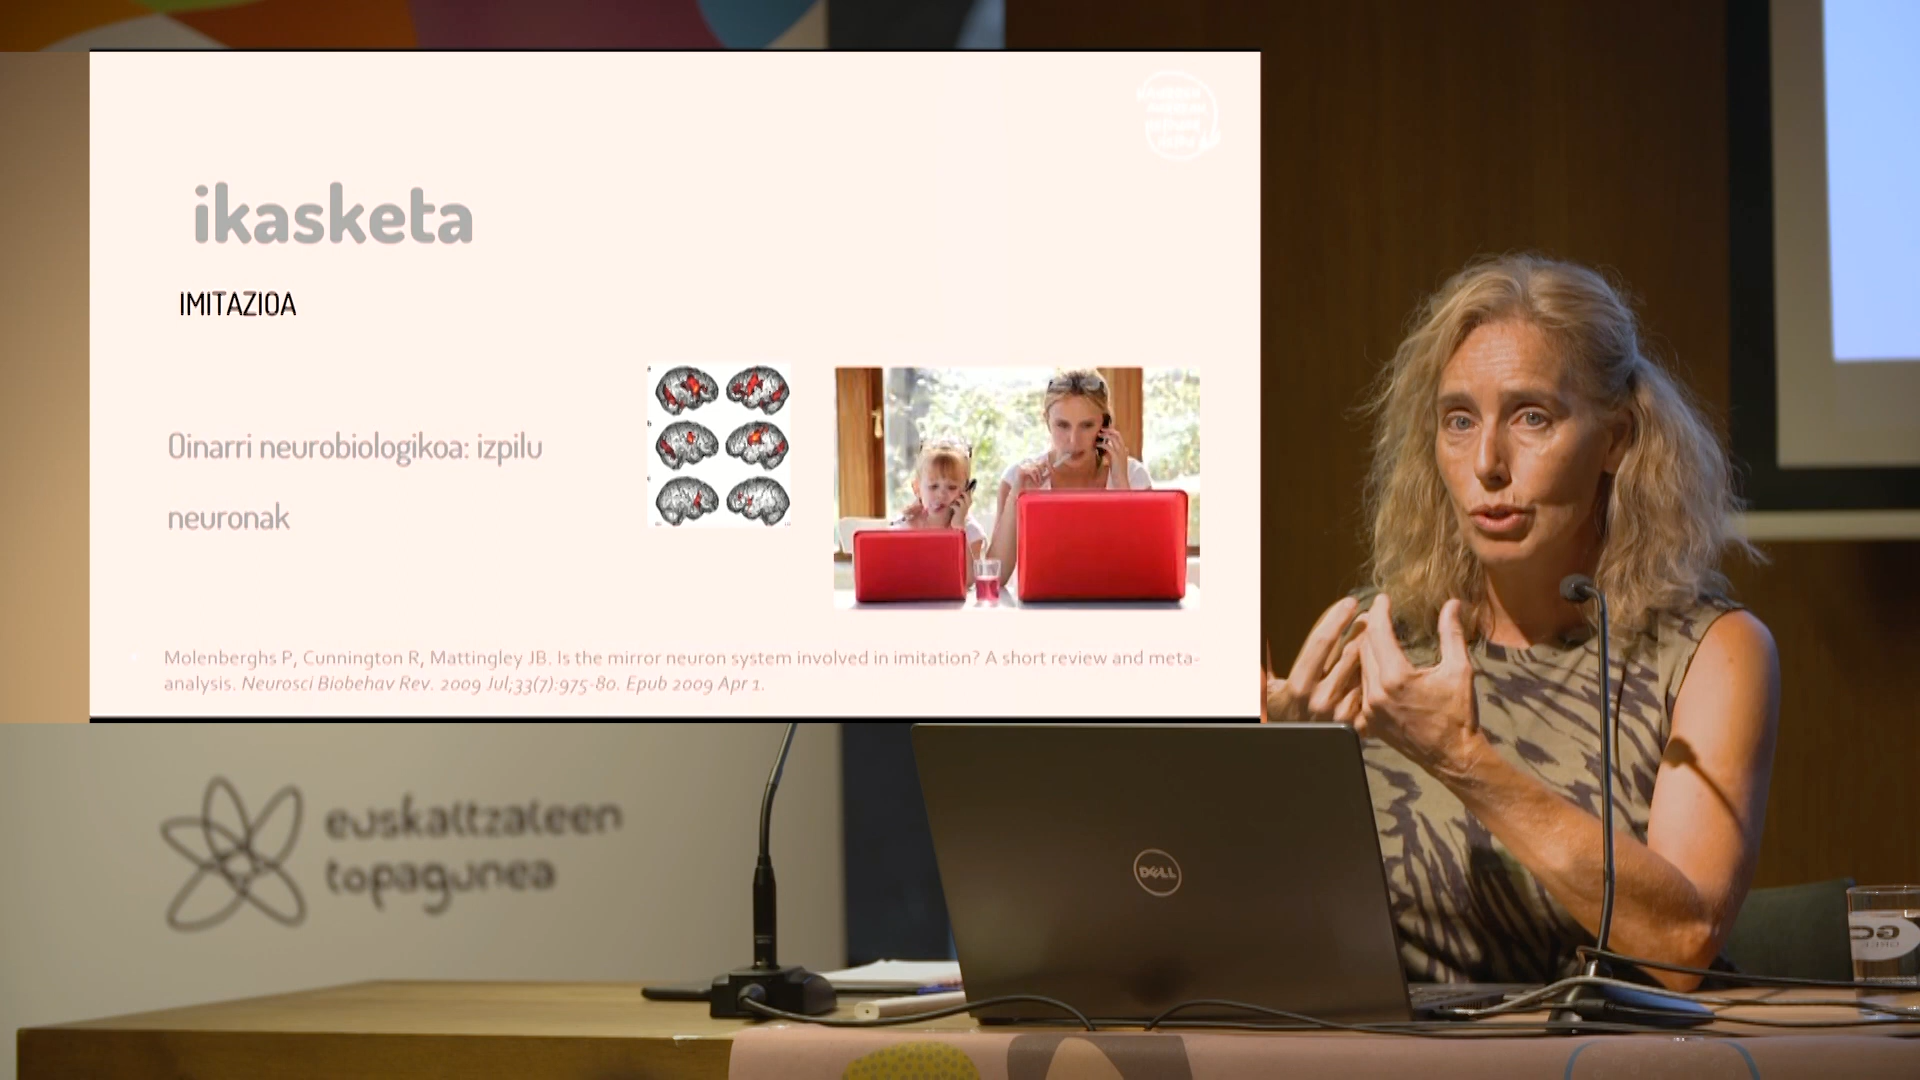 ikasketa
IMITAZIOA
Oinarri neurobiologikoa: izpilu
neuronak
Molenberghs P, Cunnington R, Mattingley JB. Is the mirror neuron system involved in imitation? A short review and meta-
analysis. Neurosci Biobehav Rev. 2009 Jul;33(7):975-80. Epub 2009 Apr 1.
euskaltzaleen
topagunea
DELL